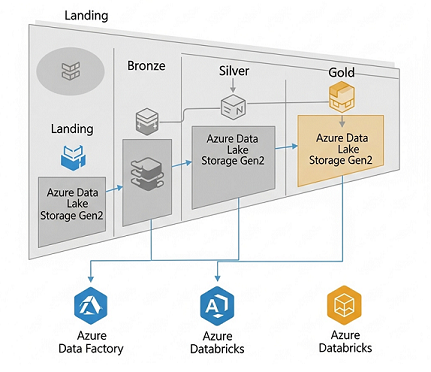 Landing
Bronze
Silver
Gold
Landing
Azure Data
Lake
Storage Gen2
Azure Data
Lake
Storage Gen2
Azure Data
Lake
Storage Gen2
Azure
Data Factory
Azure
Databricks
Azure
Databricks